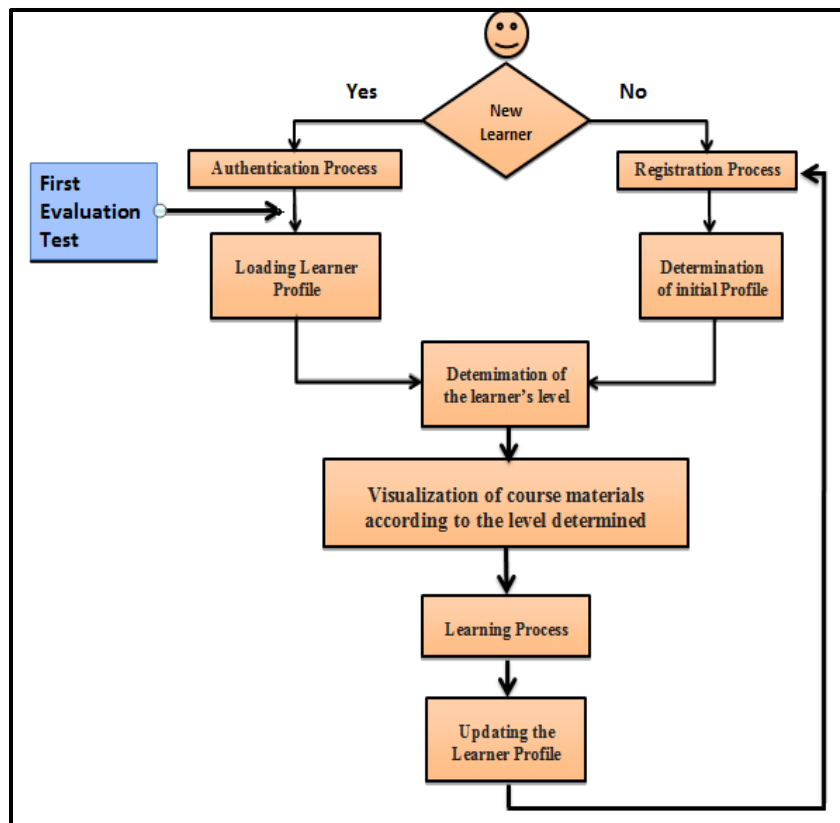 New
Learner
Yes
No
Authentication Process
Registration Process
First
Evaluation
Test
Loading Learner
Profile
Determination
of initial Profile
Detemimation of
the learner's level
Visualization of course materials
according to the level determined
Learning Process
Updating the
Learner Profile